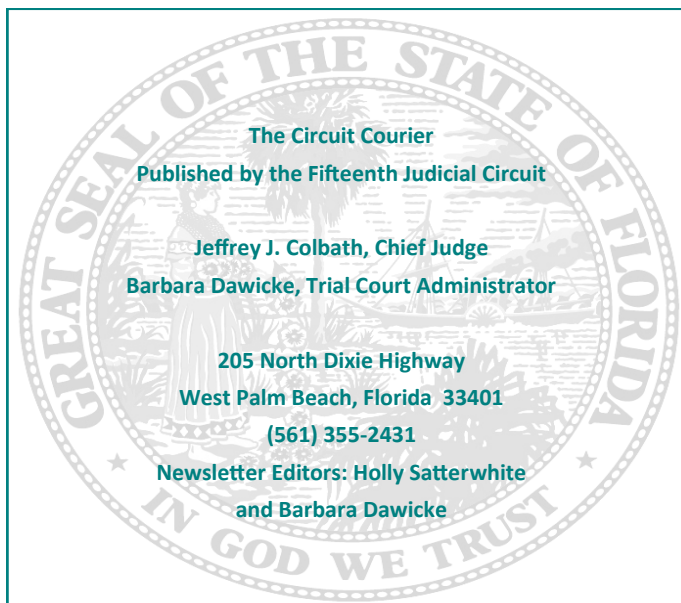 The Circuit Courier
Published by the Fifteenth Judicial Circuit
Jeffrey J. Colbath, Chief Judge
Barbara Dawicke, Trial Court Administrator
205 North Dixie Highway
West Palm Beach, Florida  33401
(561) 355-2431
Newsletter Editors: Holly Satterwhite
and Barbara Dawicke
GREAT SEAL OF THE STATE OF FLORIDA
IN GOD WE TRUST